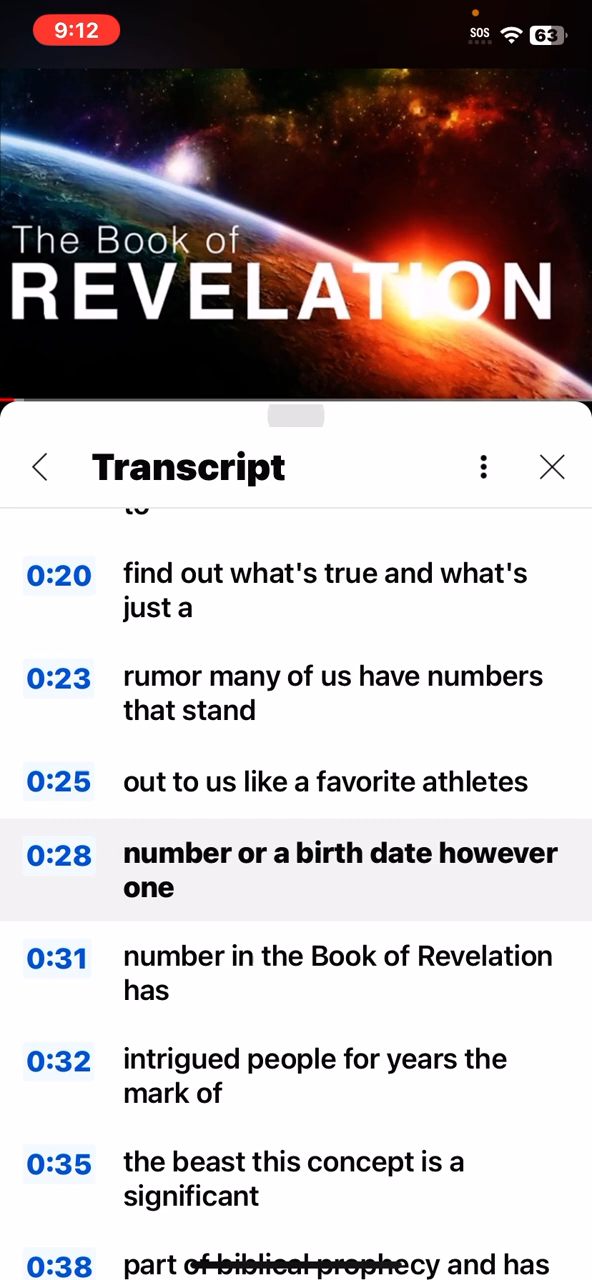 9:12
SOS
63
The Book of
REVELATION
Transcript
to
0:20
find out what's true and what's
just a
0:23
rumor many of us have numbers
that stand
0:25
out to us like a favorite athletes
0:28
number or a birth date however
one
0:31
number in the Book of Revelation
has
0:32
intrigued people for years the
mark of
0:35
the beast this concept is a
significant
0:38
part of biblical prophecy and has